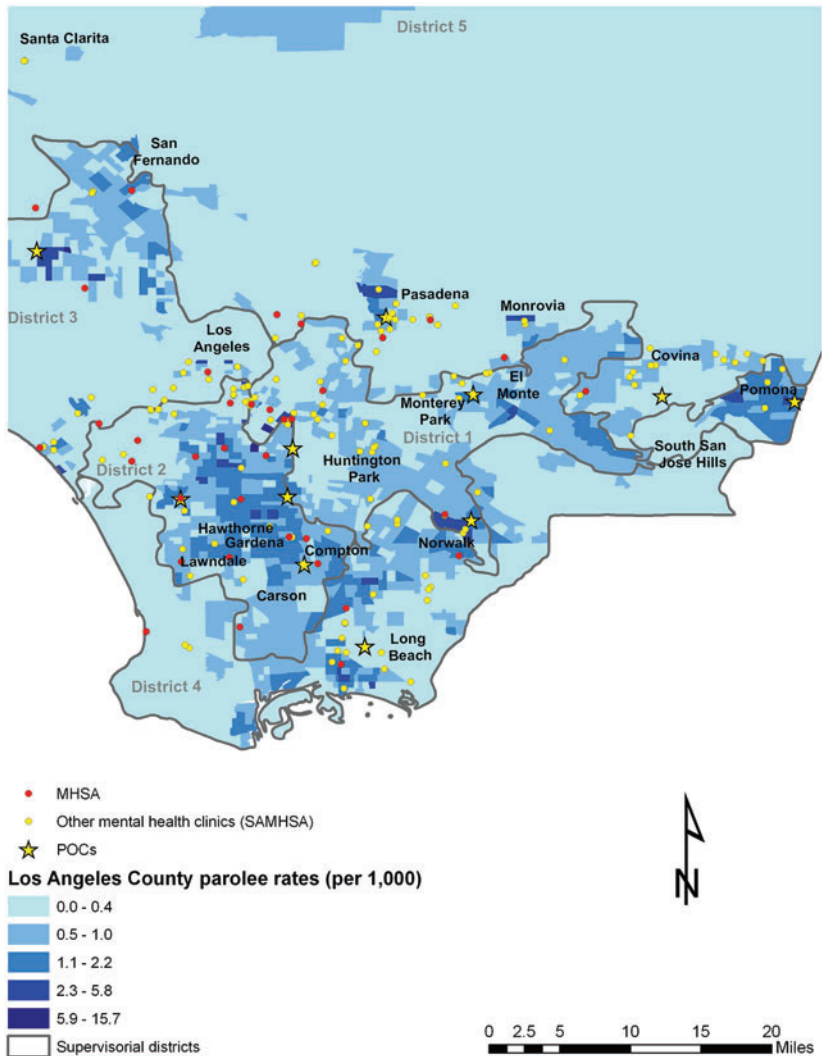 District 5
Santa Clarita
San
Fernando
Pasadena
Monrovia
District 3
Los
Angeles
Covina
El
Monte
Pomona
Monterey
Park
District 1
South San
Jose Hills
District 2
Huntington
Park
Hawthorne
Gardena
Norwalk
Compton
Lawndale
Carson
Long
Beach
District 4
MHSA
Other mental health clinics (SAMHSA)
POCs
N
Los Angeles County parolee rates (per 1,000)
0.0 - 0.4
0.5 - 1.0
1.1 - 2.2
2.3 - 5.8
5.9 - 15.7
Supervisorial districts
0 2.5 5 10 15 20
Miles